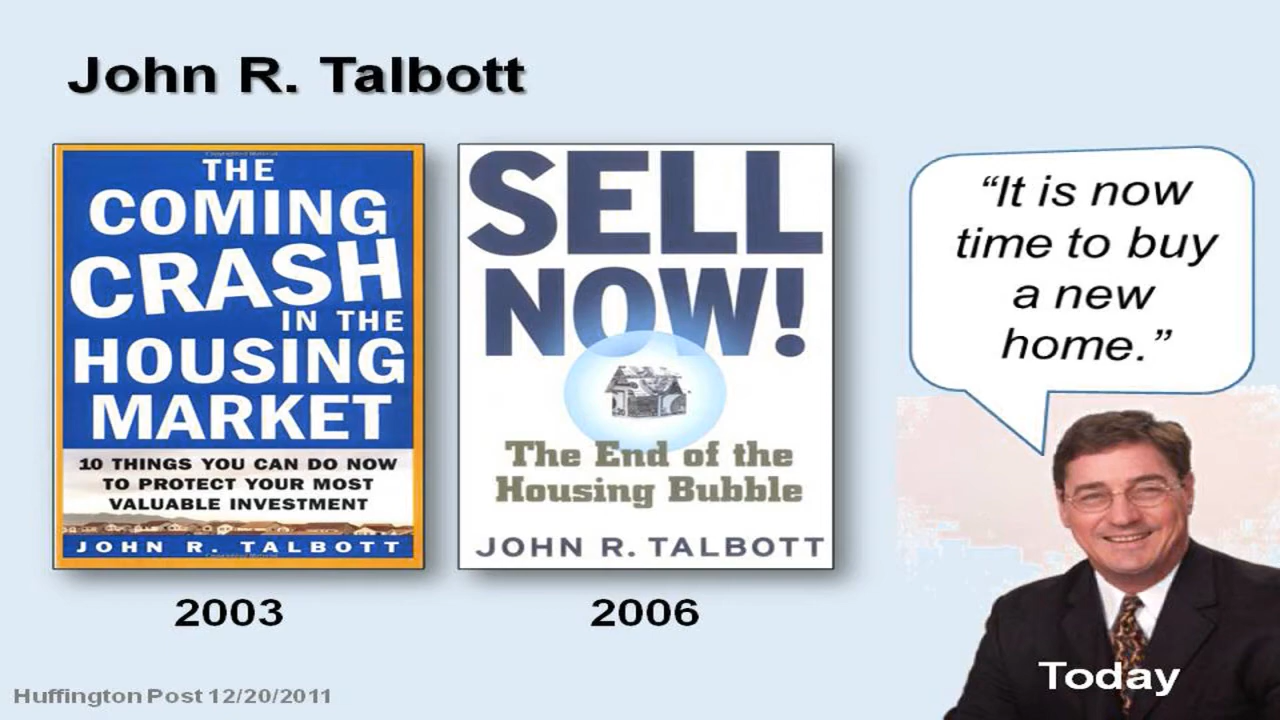 John R. Talbott
THE
COMING
CRASH
IN THE
HOUSING
MARKET
10 THINGS YOU CAN DO NOW
TO PROTECT YOUR MOST
VALUABLE INVESTMENT
JOHN R. TALBOTT
2003
SELL
NOW!
The End of the
Housing Bubble
JOHN R. TALBOTT
2006
“It is now
time to buy
a new
home.”
Today
Huffington Post 12/20/2011